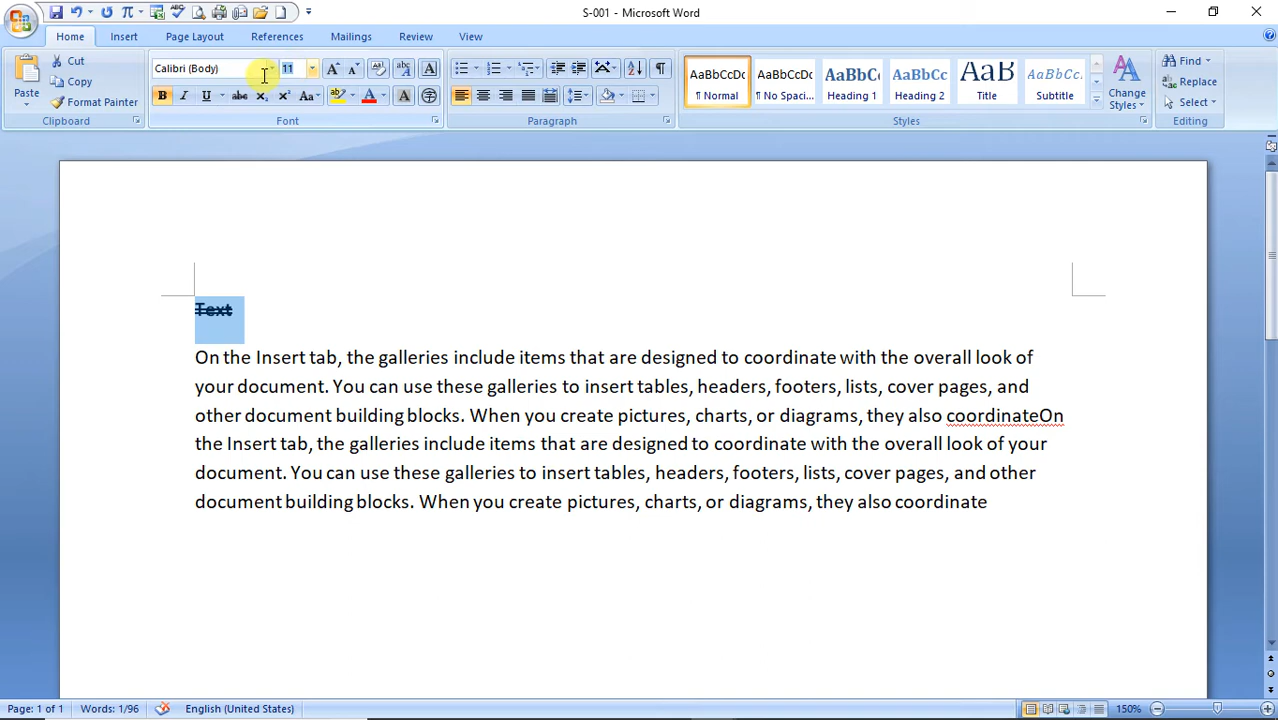 S-001 - Microsoft Word
Home Insert Page Layout References Mailings Review View
Paste
Cut
Copy
Format Painter
Clipboard
Calibri (Body) 11
Font
Paragraph
AaBbCcDc AaBbCcDc AaBbCc AaBbCc AaB AaBbCcL
¶ Normal ¶ No Spaci... Heading 1 Heading 2 Title Subtitle
Change Styles
Styles
Find
Replace
Select
Editing
Text
On the Insert tab, the galleries include items that are designed to coordinate with the overall look of
your document. You can use these galleries to insert tables, headers, footers, lists, cover pages, and
other document building blocks. When you create pictures, charts, or diagrams, they also coordinateOn
the Insert tab, the galleries include items that are designed to coordinate with the overall look of your
document. You can use these galleries to insert tables, headers, footers, lists, cover pages, and other
document building blocks. When you create pictures, charts, or diagrams, they also coordinate
Page: 1 of 1 Words: 1/96 English (United States) 150%